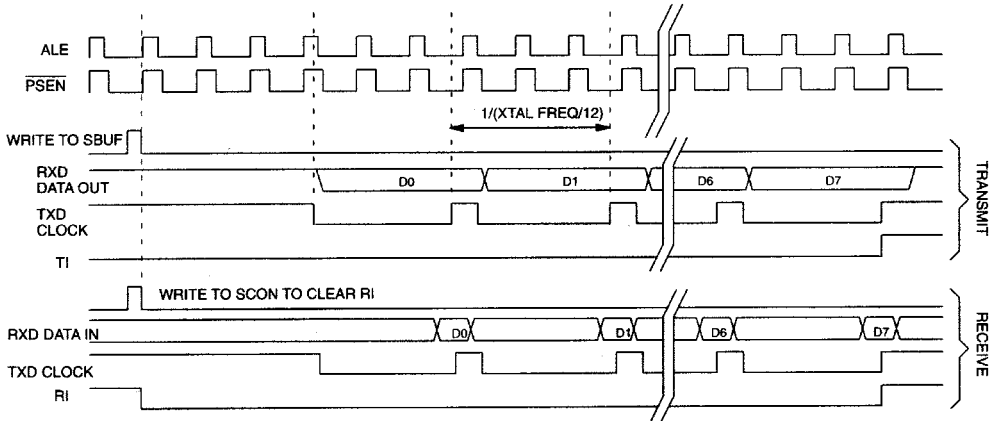 ALE
PSEN
1/(XTAL FREQ/12)
WRITE TO SBUF
RXD
DATA OUT
D0
D1
D6
D7
TXD
CLOCK
TI
TRANSMIT
WRITE TO SCON TO CLEAR RI
RXD DATA IN
D0
D1
D6
D7
TXD CLOCK
RI
RECEIVE